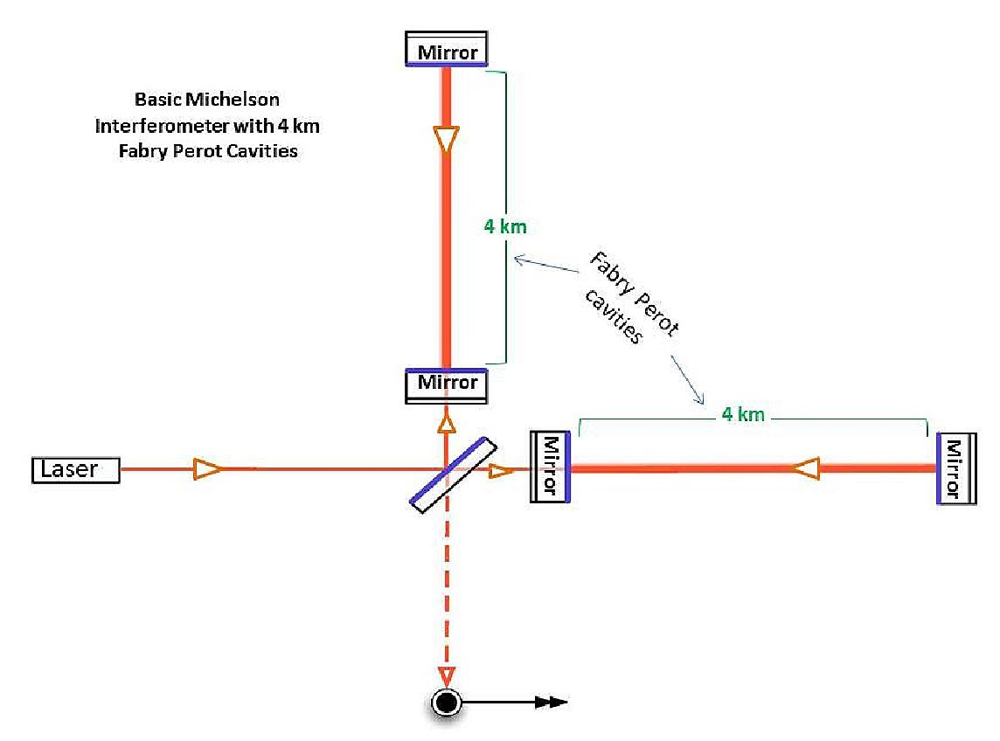 Mirror
Basic Michelson
Interferometer with 4 km
Fabry Perot Cavities
4 km
Fabry Perot
cavities
Mirror
4 km
Laser
Mirror
Mirror